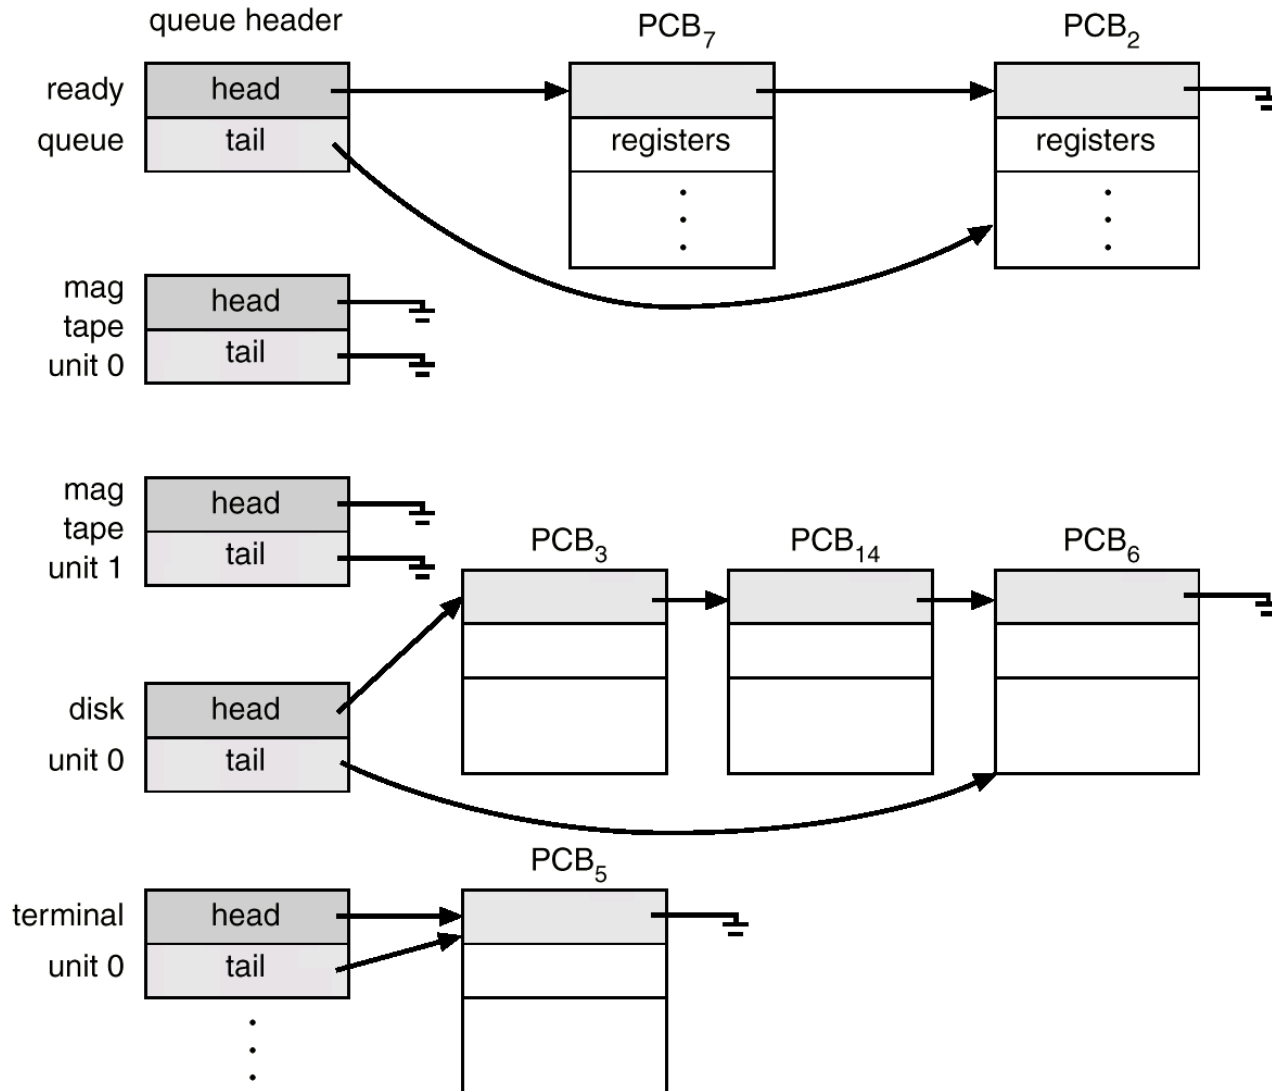 queue header
PCB7
PCB2
ready
queue
head
tail
registers
registers
mag
tape
unit 0
head
tail
mag
tape
unit 1
head
tail
PCB3
PCB14
PCB6
disk
unit 0
head
tail
PCB5
terminal
unit 0
head
tail